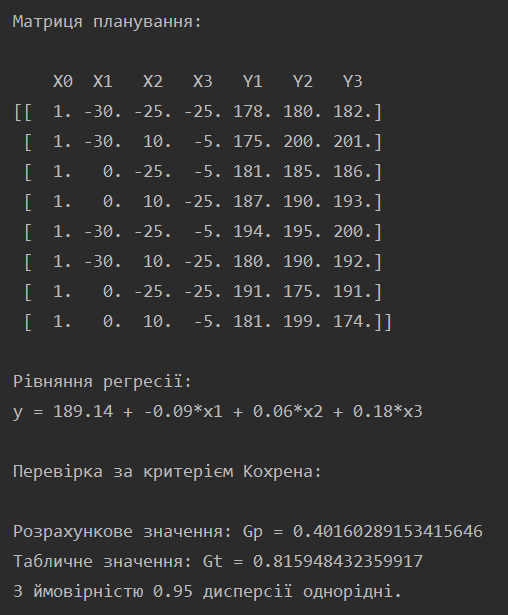 Матриця планування:
X0 X1 X2 X3 Y1 Y2 Y3
[[ 1. -30. -25. -25. 178. 180. 182.]
[ 1. -30. 10. -5. 175. 200. 201.]
[ 1. 0. -25. -5. 181. 185. 186.]
[ 1. 0. 10. -25. 187. 190. 193.]
[ 1. -30. -25. -5. 194. 195. 200.]
[ 1. -30. 10. -25. 180. 190. 192.]
[ 1. 0. -25. -25. 191. 175. 191.]
[ 1. 0. 10. -5. 181. 199. 174.]]
Рівняння регресії:
y = 189.14 + -0.09*x1 + 0.06*x2 + 0.18*x3
Перевірка за критерієм Кохрена:
Розрахункове значення: Gp = 0.40160289153415646
Табличне значення: Gt = 0.815948432359917
З ймовірністю 0.95 дисперсії однорідні.